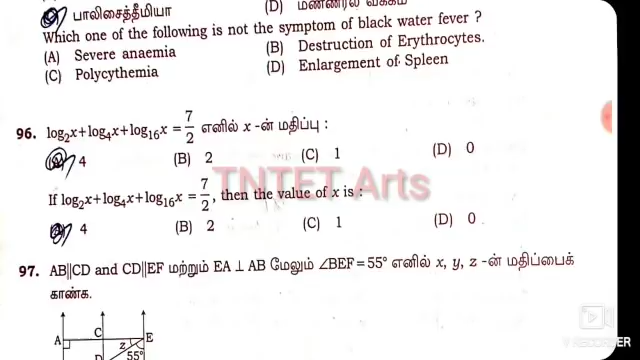 பாலிசைத்தீமியா (D) மண்ணீரல் வீக்கம்
Which one of the following is not the symptom of black water fever ?
(A) Severe anaemia (B) Destruction of Erythrocytes.
(C) Polycythemia (D) Enlargement of Spleen
96. log₂x+log₄x+log₁₆x = 7/2 எனில் x -ன் மதிப்பு :
4 (B) 2 (C) 1 (D) 0
TNTET Arts
If log₂x+log₄x+log₁₆x = 7/2, then the value of x is :
4 (B) 2 (C) 1 (D) 0
97. AB||CD and CD||EF மற்றும் EA ⊥ AB மேலும் ∠BEF = 55° எனில் x, y, z -ன் மதிப்பைக்
காண்க.
A C E
z 55°
D
RECORDER